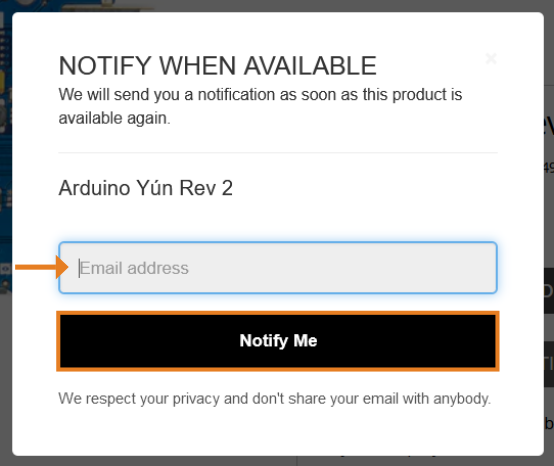 NOTIFY WHEN AVAILABLE
We will send you a notification as soon as this product is
available again.
Arduino Yún Rev 2
Email address
Notify Me
We respect your privacy and don't share your email with anybody.